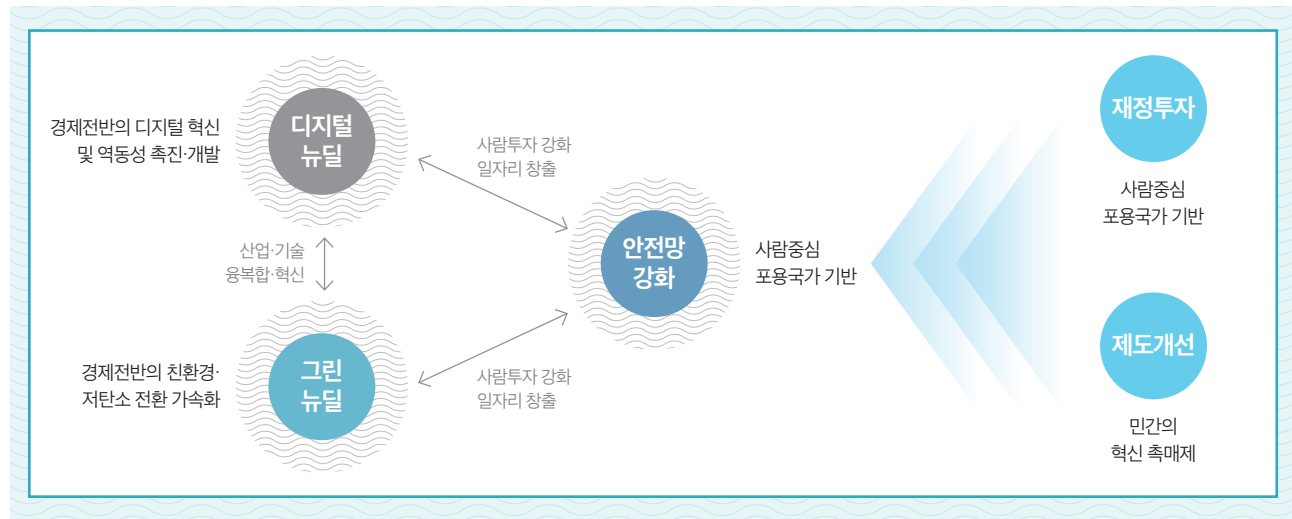 경제전반의 디지털 혁신
및 역동성 촉진·개발
디지털
뉴딜
산업·기술
융복합·혁신
경제전반의 친환경·
저탄소 전환 가속화
그린
뉴딜
사람투자 강화
일자리 창출
사람투자 강화
일자리 창출
안전망
강화
사람중심
포용국가 기반
재정투자
사람중심
포용국가 기반
제도개선
민간의
혁신 촉매제